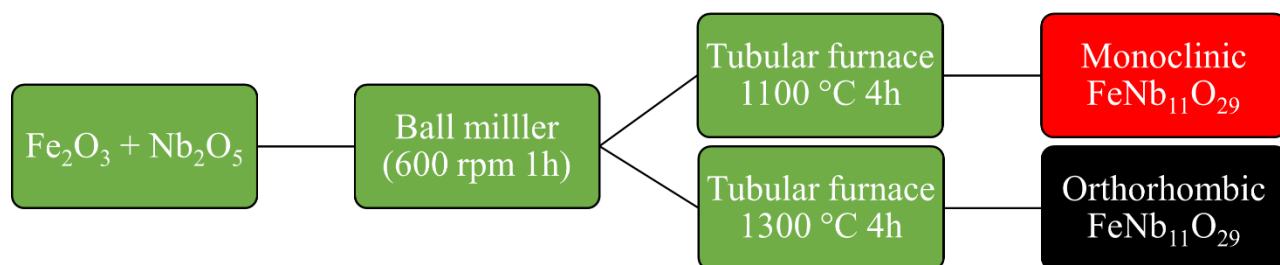 Fe₂O₃ + Nb₂O₅
Ball milller
(600 rpm 1h)
Tubular furnace
1100 °C 4h
Monoclinic
FeNb₁₁O₂₉
Tubular furnace
1300 °C 4h
Orthorhombic
FeNb₁₁O₂₉